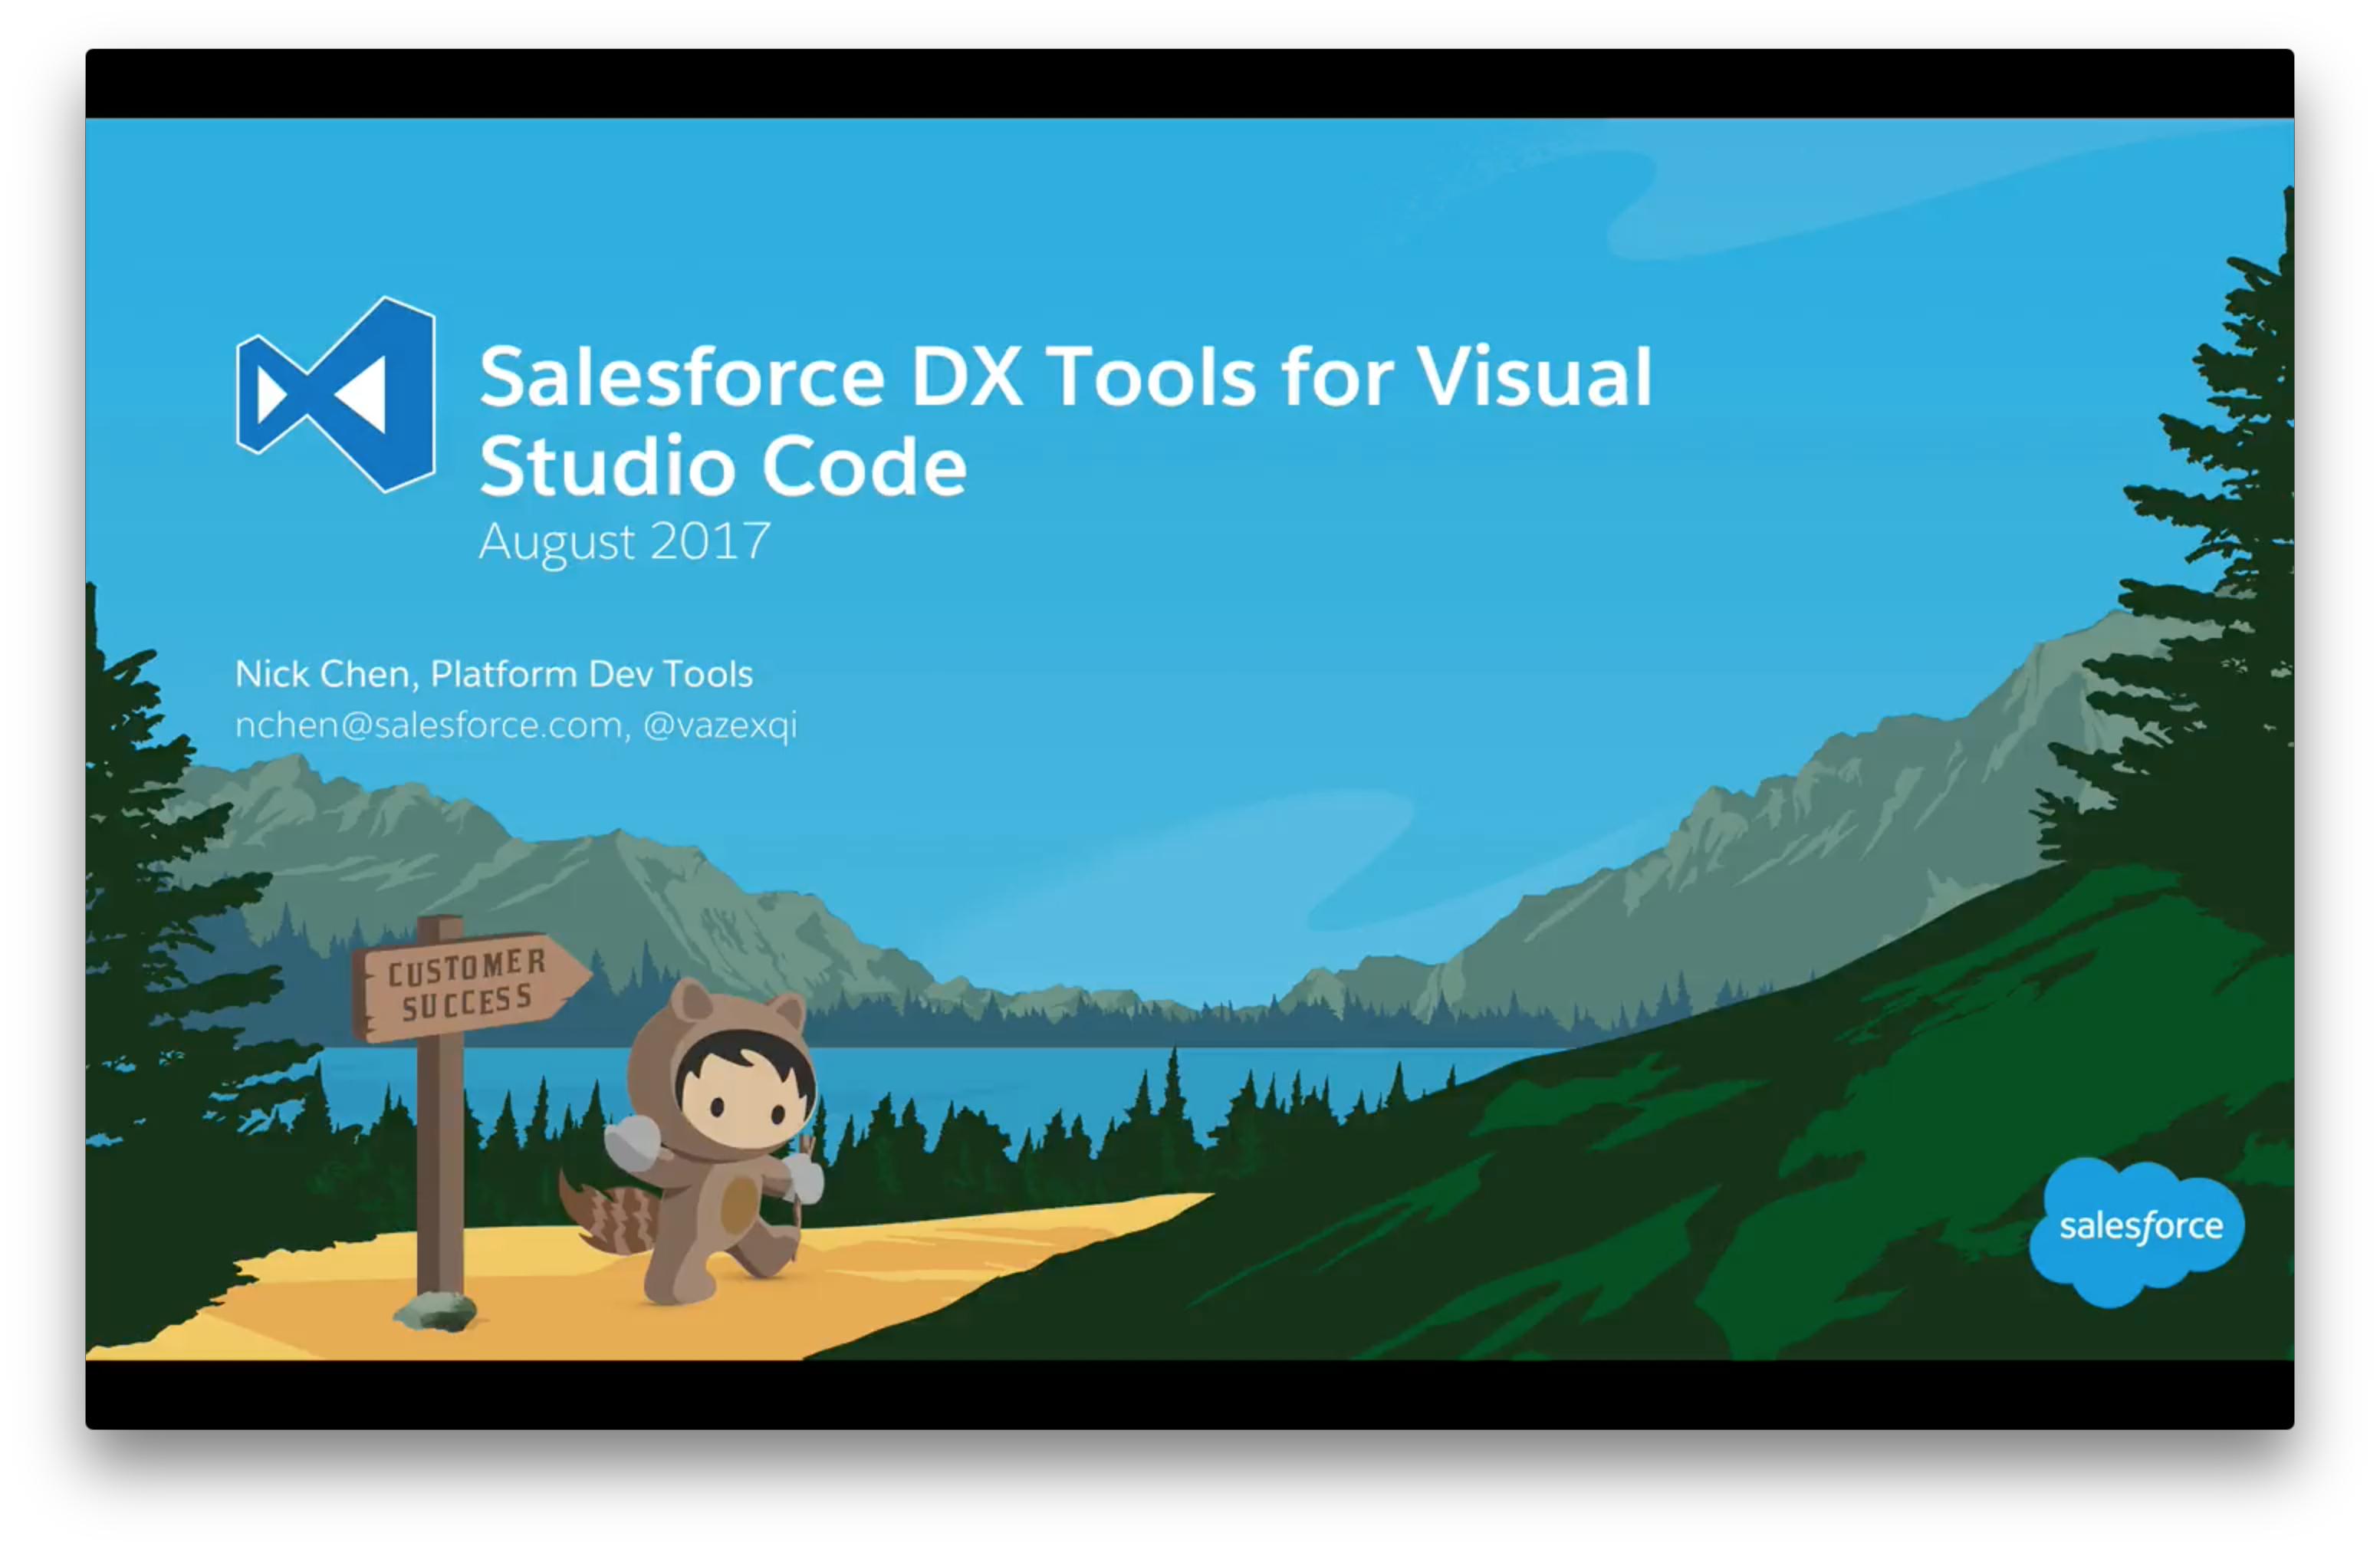 Salesforce DX Tools for Visual
Studio Code
August 2017
Nick Chen, Platform Dev Tools
nchen@salesforce.com, @vazexqi
CUSTOMER
SUCCESS
salesforce